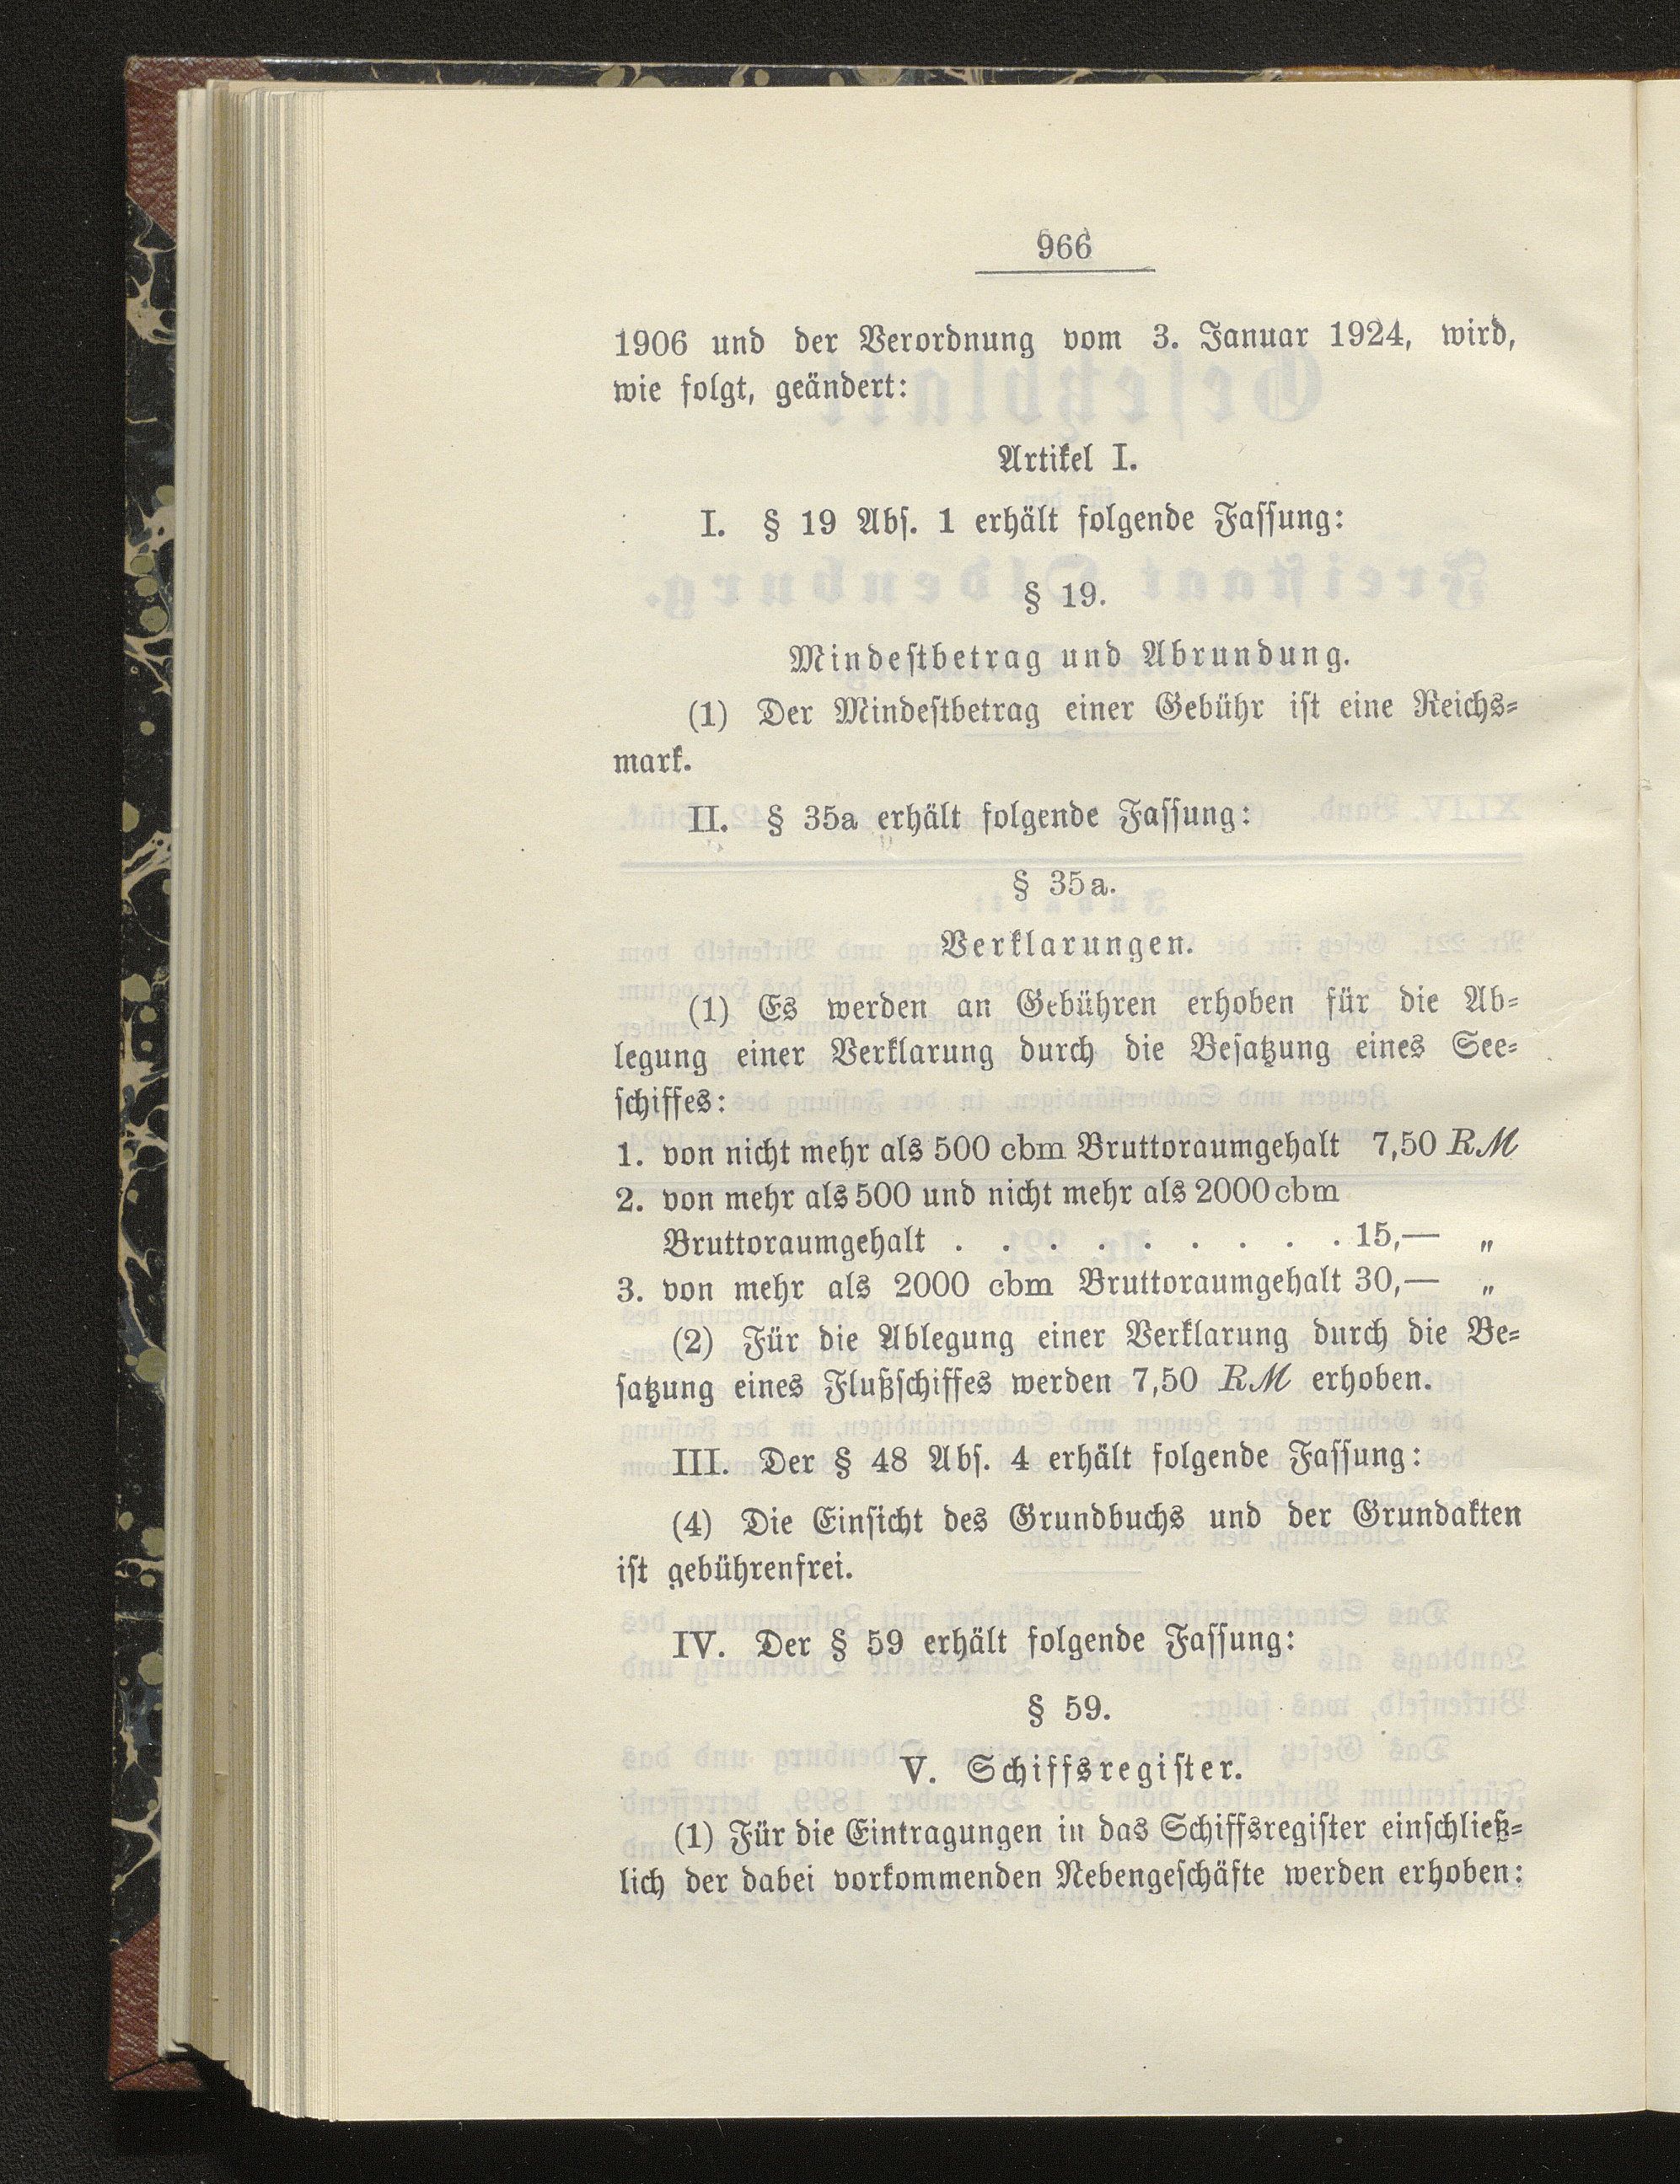 966
1906 und der Verordnung vom 3. Januar 1924, wird,
wie folgt, geändert:
Artikel I.
I. § 19 Abſ. 1 erhält folgende Faſſung:
§ 19.
Mindeſtbetrag und Abrundung.
(1) Der Mindeſtbetrag einer Gebühr iſt eine Reichs-
mark.
II. § 35a erhält folgende Faſſung:
§ 35a.
Verklarungen.
(1) Es werden an Gebühren erhoben für die Ab-
legung einer Verklarung durch die Beſatzung eines See-
ſchiffes:
1. von nicht mehr als 500 cbm Bruttoraumgehalt 7,50 RM
2. von mehr als 500 und nicht mehr als 2000 cbm
Bruttoraumgehalt . . . . . . . . . 15,— „
3. von mehr als 2000 cbm Bruttoraumgehalt 30,— „
(2) Für die Ablegung einer Verklarung durch die Be-
ſatzung eines Flußſchiffes werden 7,50 RM erhoben.
III. Der § 48 Abſ. 4 erhält folgende Faſſung:
(4) Die Einſicht des Grundbuchs und der Grundakten
iſt gebührenfrei.
IV. Der § 59 erhält folgende Faſſung:
§ 59.
V. Schiffsregiſter.
(1) Für die Eintragungen in das Schiffsregiſter einſchließ-
lich der dabei vorkommenden Nebengeſchäfte werden erhoben: